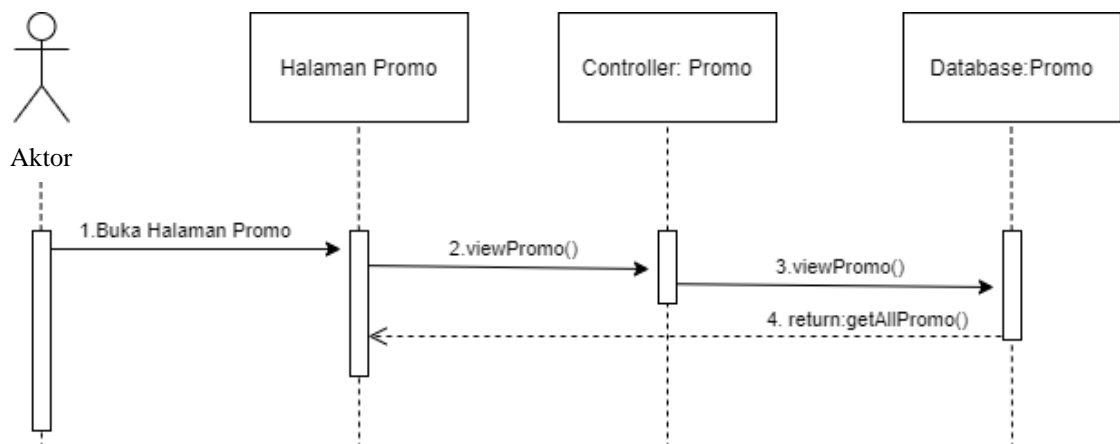 Halaman Promo
Controller: Promo
Database:Promo
Aktor
1.Buka Halaman Promo
2.viewPromo()
3.viewPromo()
4. return:getAllPromo()